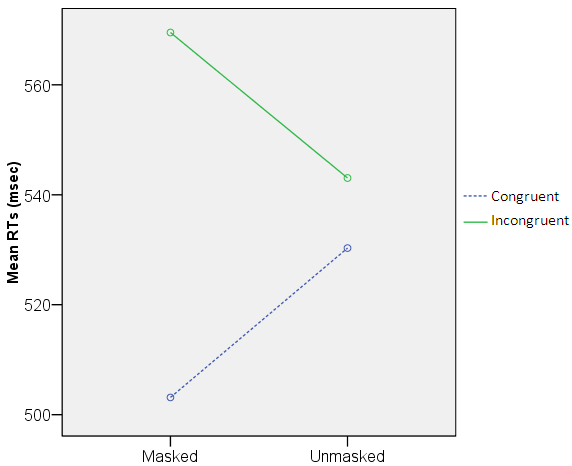 Mean RTs (msec)
560
540
520
500
Masked
Unmasked
Congruent
Incongruent